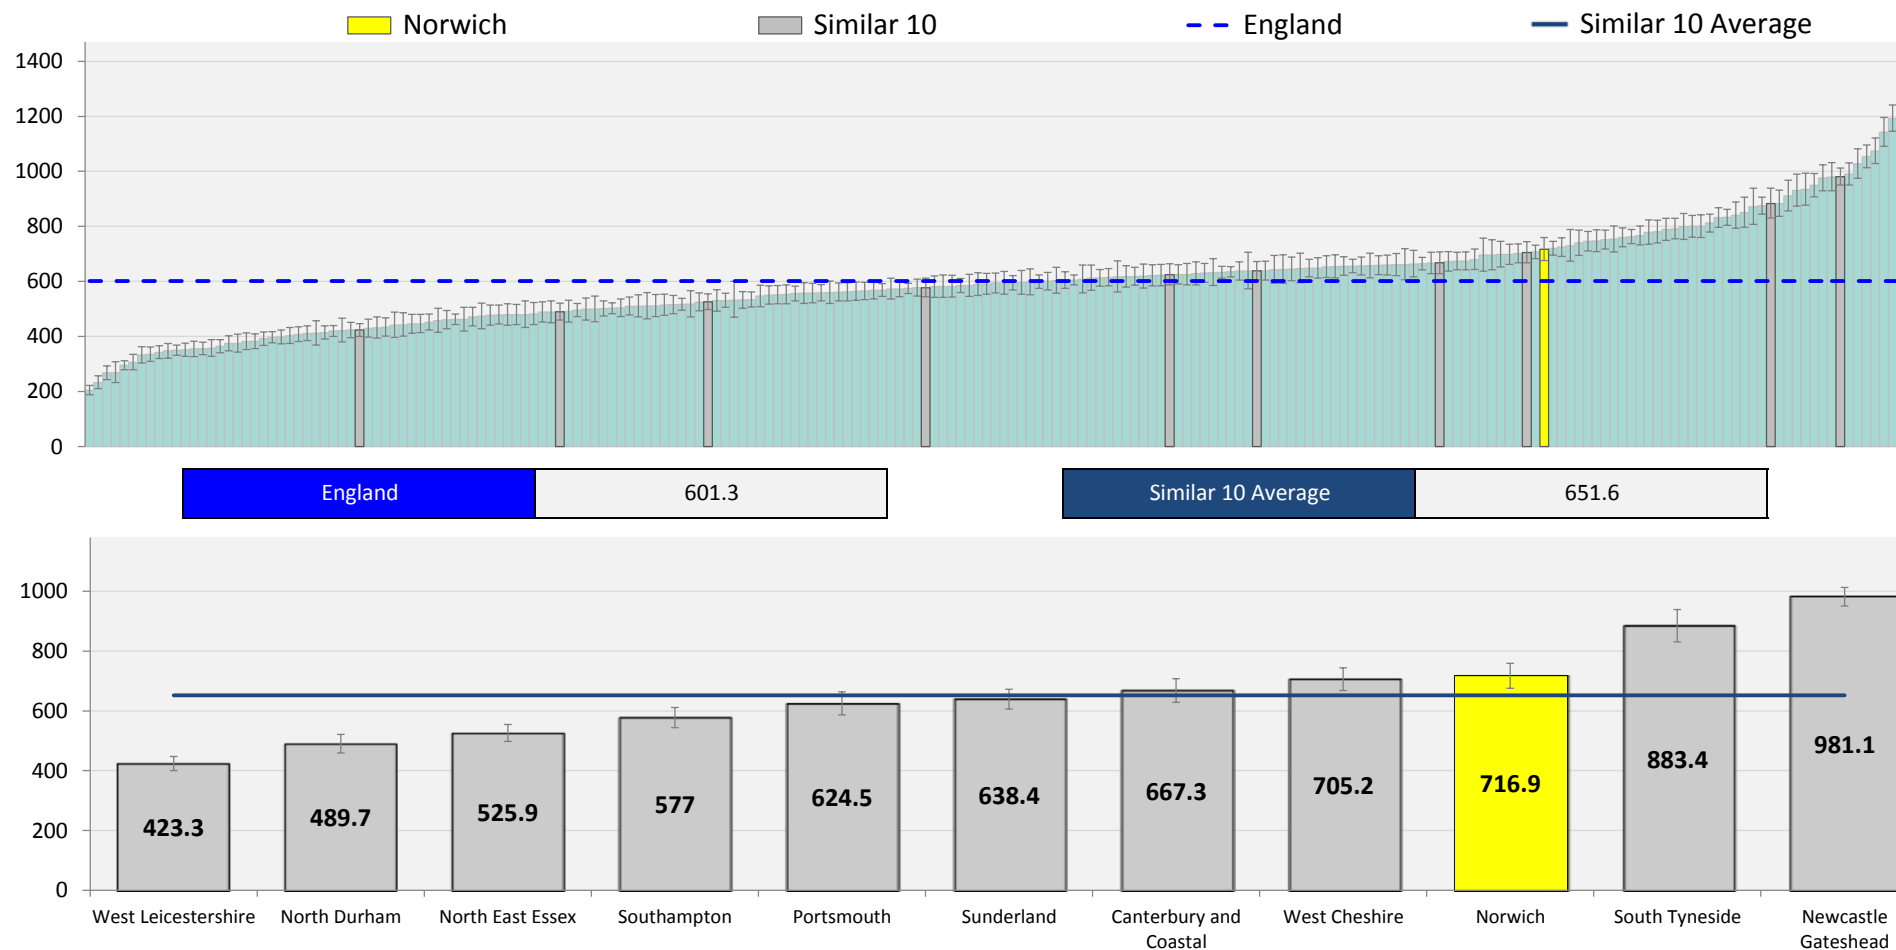 Norwich
Similar 10
England
Similar 10 Average
1400
1200
1000
800
600
400
200
0
England 601.3
Similar 10 Average 651.6
1000
800
600
400
200
0
423.3
489.7
525.9
577
624.5
638.4
667.3
705.2
716.9
883.4
981.1
West Leicestershire
North Durham
North East Essex
Southampton
Portsmouth
Sunderland
Canterbury and
Coastal
West Cheshire
Norwich
South Tyneside
Newcastle
Gateshead